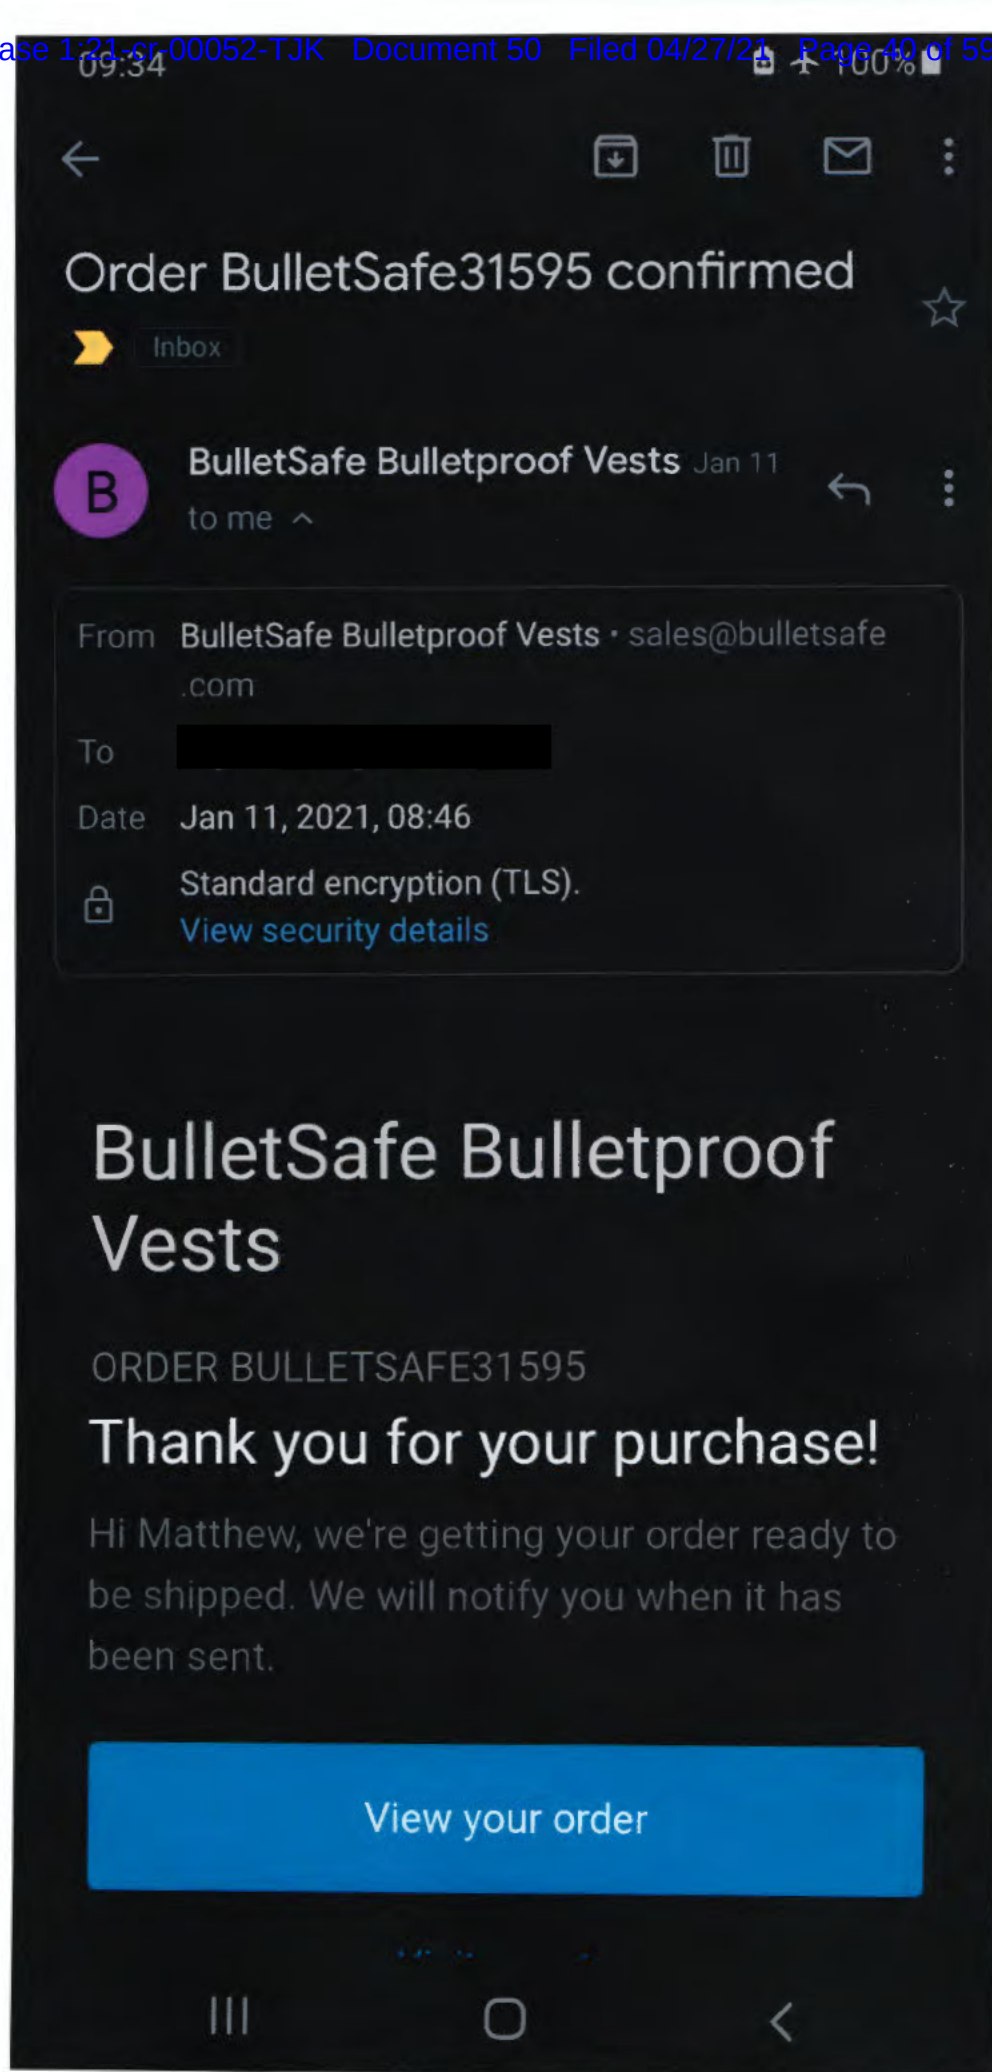 ase 1:21-cr-00052-TJK Document 50 Filed 04/27/21 Page 40 of 59
09:34 100%
Order BulletSafe31595 confirmed
Inbox
B
BulletSafe Bulletproof Vests Jan 11
to me
From BulletSafe Bulletproof Vests · sales@bulletsafe
.com
To
Date Jan 11, 2021, 08:46
Standard encryption (TLS).
View security details
BulletSafe Bulletproof
Vests
ORDER BULLETSAFE31595
Thank you for your purchase!
Hi Matthew, we're getting your order ready to
be shipped. We will notify you when it has
been sent.
View your order